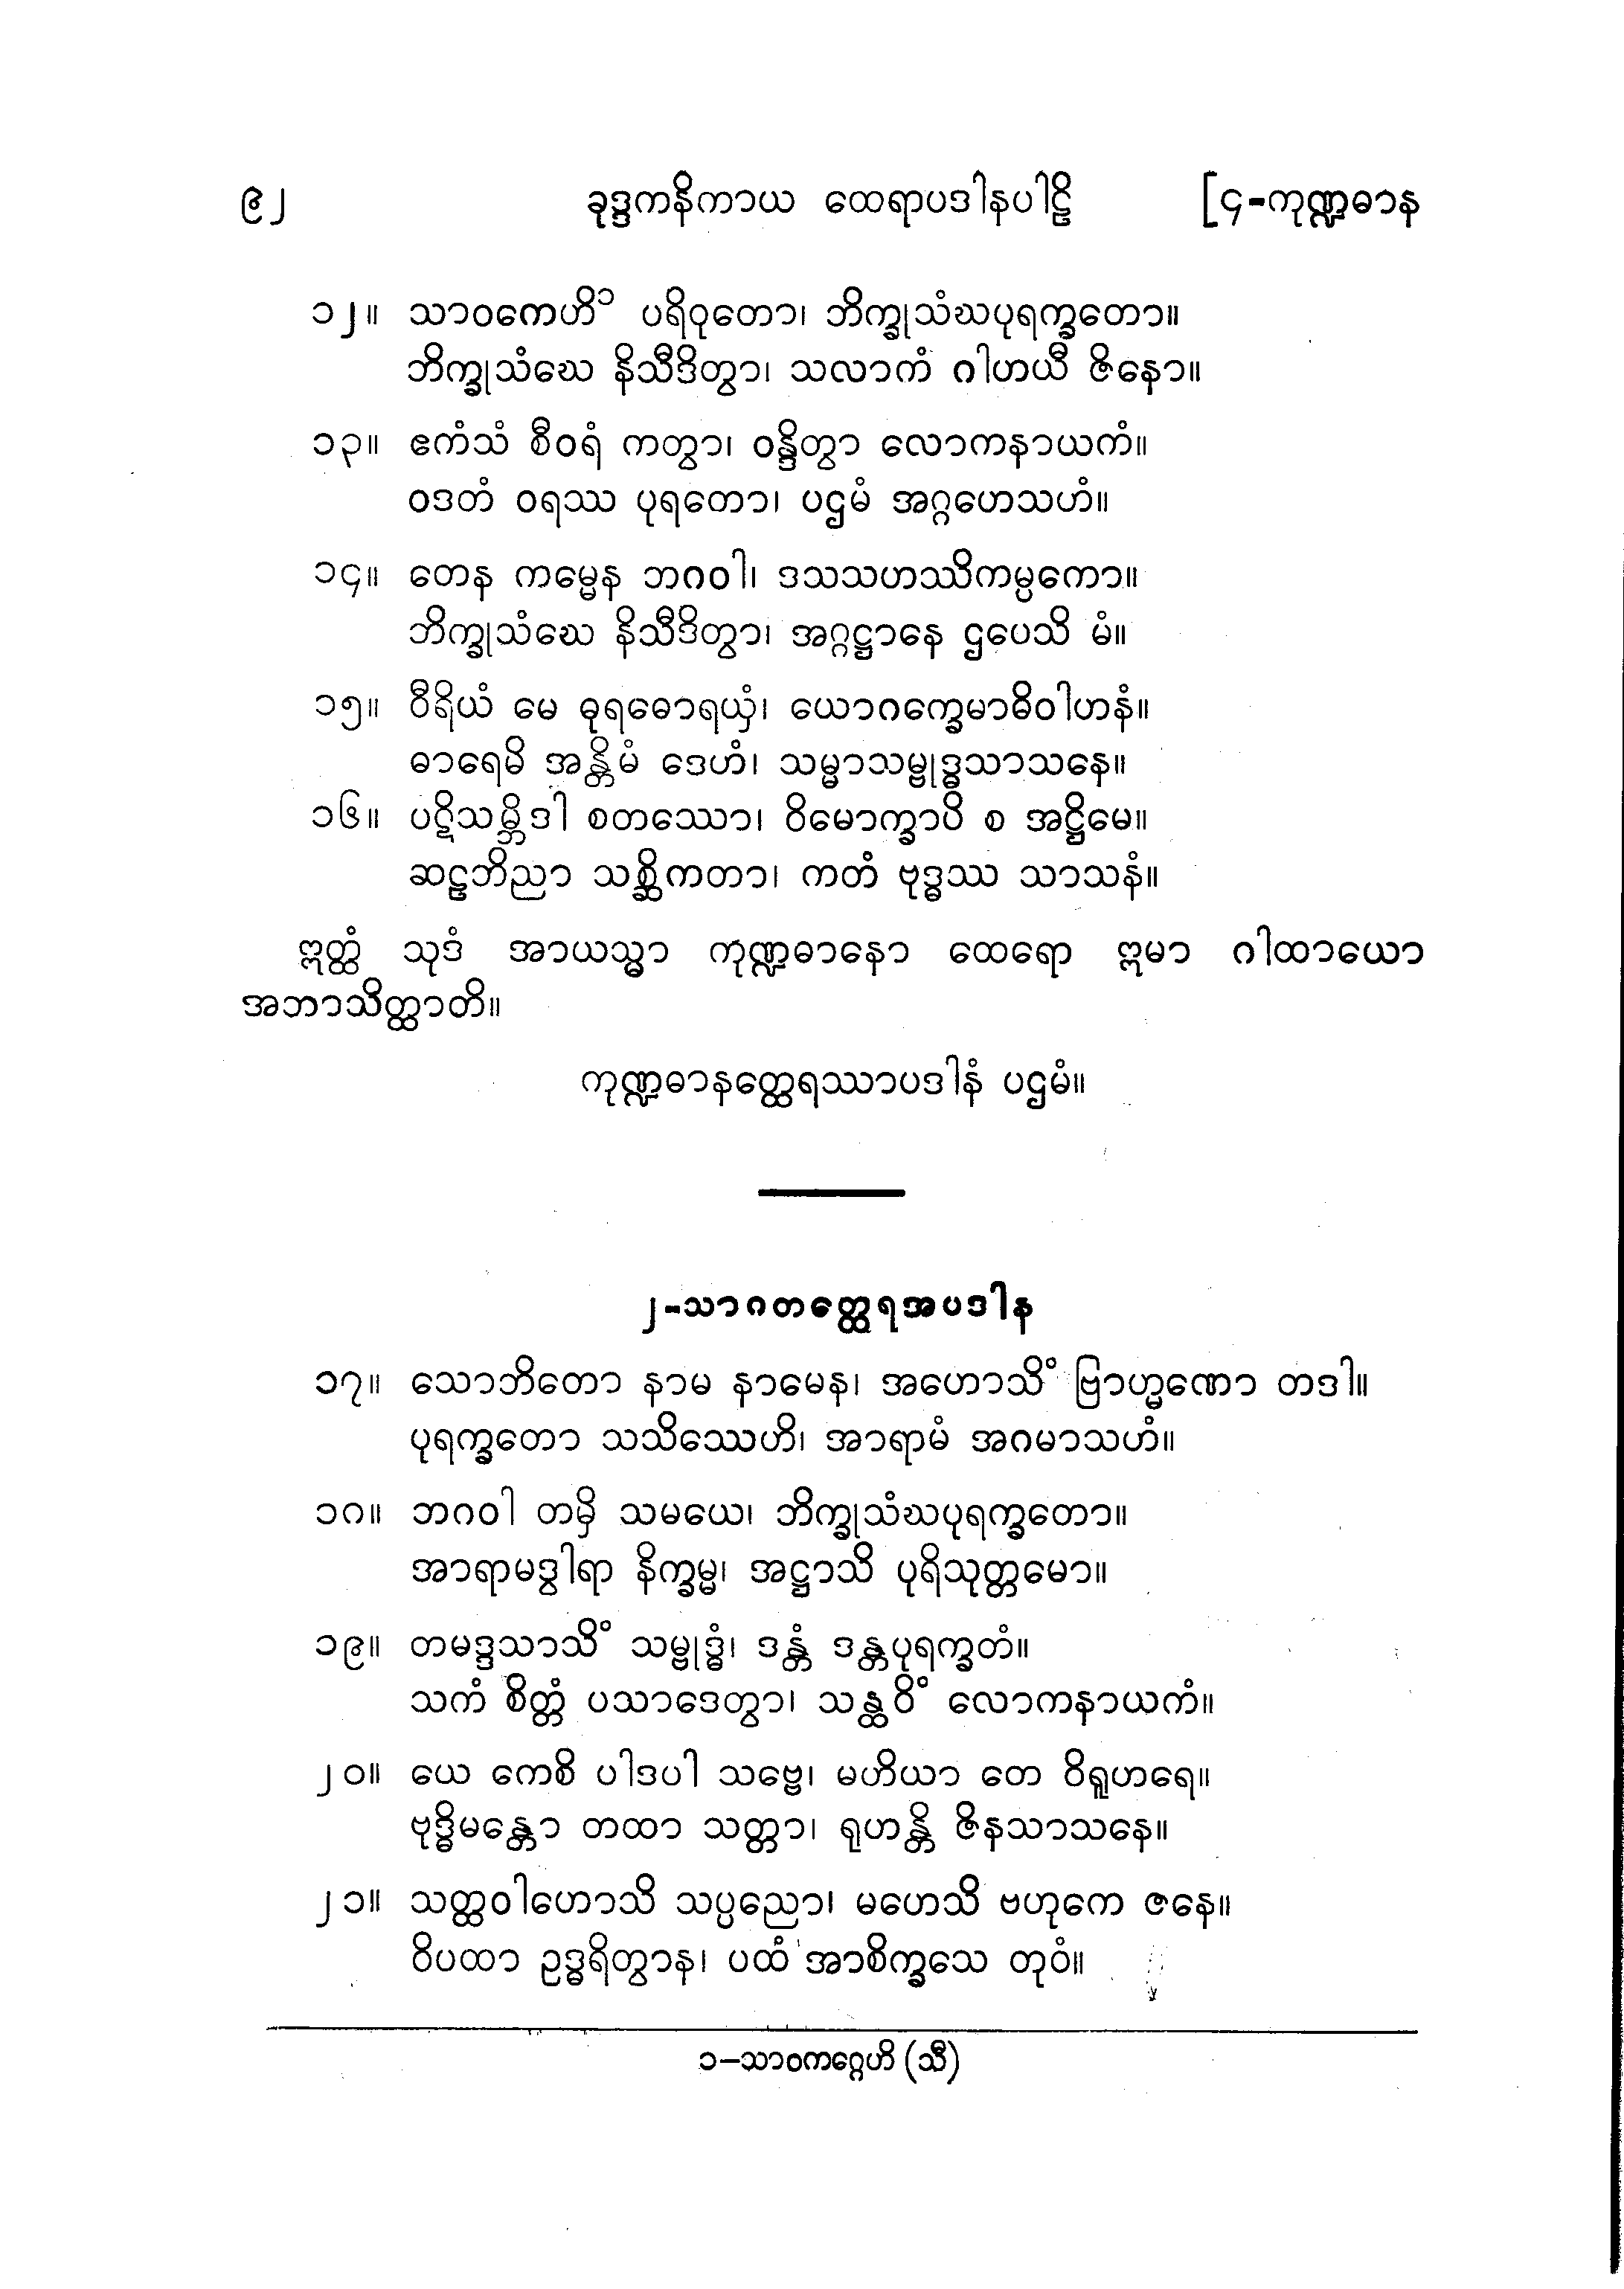 ၉၂ ခုဒ္ဒကနိကာယ ထေရာပဒါနပါဠိ [၄-ကုဏ္ဍဓာန
၁၂။ သာဝကေဟိ၁ ပရိဝုတော၊ ဘိက္ခုသံဃပုရက္ခတော။
ဘိက္ခုသံဃေ နိသီဒိတွာ၊ သလာကံ ဂါဟယီ ဇိနော။
၁၃။ ဧကံသံ စီဝရံ ကတွာ၊ ဝန္ဒိတွာ လောကနာယကံ။
ဝဒတံ ဝရဿ ပုရတော၊ ပဌမံ အဂ္ဂဟေသဟံ။
၁၄။ တေန ကမ္မေန ဘဂဝါ၊ ဒသသဟဿိကမ္ပကော။
ဘိက္ခုသံဃေ နိသီဒိတွာ၊ အဂ္ဂဋ္ဌာနေ ဌပေသိ မံ။
၁၅။ ဝီရိယံ မေ ဓုရဓောရယှံ၊ ယောဂက္ခေမာဓိဝါဟနံ။
ဓာရေမိ အန္တိမံ ဒေဟံ၊ သမ္မာသမ္ဗုဒ္ဓသာသနေ။
၁၆။ ပဋိသမ္ဘိဒါ စတဿော၊ ဝိမောက္ခာပိ စ အဋ္ဌိမေ။
ဆဠဘိညာ သစ္ဆိကတာ၊ ကတံ ဗုဒ္ဓဿ သာသနံ။
ဣတ္ထံ သုဒံ အာယသ္မာ ကုဏ္ဍဓာနော ထေရော ဣမာ ဂါထာယော
အဘာသိတ္ထာတိ။
ကုဏ္ဍဓာနတ္ထေရဿာပဒါနံ ပဌမံ။
၂-သာဂတတ္ထေရအပဒါန
၁၇။ သောဘိတော နာမ နာမေန၊ အဟောသိံ ဗြာဟ္မဏော တဒါ။
ပုရက္ခတော သသိဿေဟိ၊ အာရာမံ အဂမာသဟံ။
၁၈။ ဘဂဝါ တမှိ သမယေ၊ ဘိက္ခုသံဃပုရက္ခတော။
အာရာမဒွါရာ နိက္ခမ္မ၊ အဋ္ဌာသိ ပုရိသုတ္တမော။
၁၉။ တမဒ္ဒသာသိံ သမ္ဗုဒ္ဓံ၊ ဒန္တံ ဒန္တပုရက္ခတံ။
သကံ စိတ္တံ ပသာဒေတွာ၊ သန္ထဝိံ လောကနာယကံ။
၂၀။ ယေ ကေစိ ပါဒပါ သဗ္ဗေ၊ မဟိယာ တေ ဝိရူဟရေ။
ဗုဒ္ဓိမန္တော တထာ သတ္တာ၊ ရုဟန္တိ ဇိနသာသနေ။
၂၁။ သတ္ထဝါဟောသိ သပ္ပညော၊ မဟေသိ ဗဟုကေ ဇနေ။
ဝိပထာ ဥဒ္ဓရိတွာန၊ ပထံ အာစိက္ခသေ တုဝံ။
၁–သာဝကဂ္ဂေဟိ (သီ)